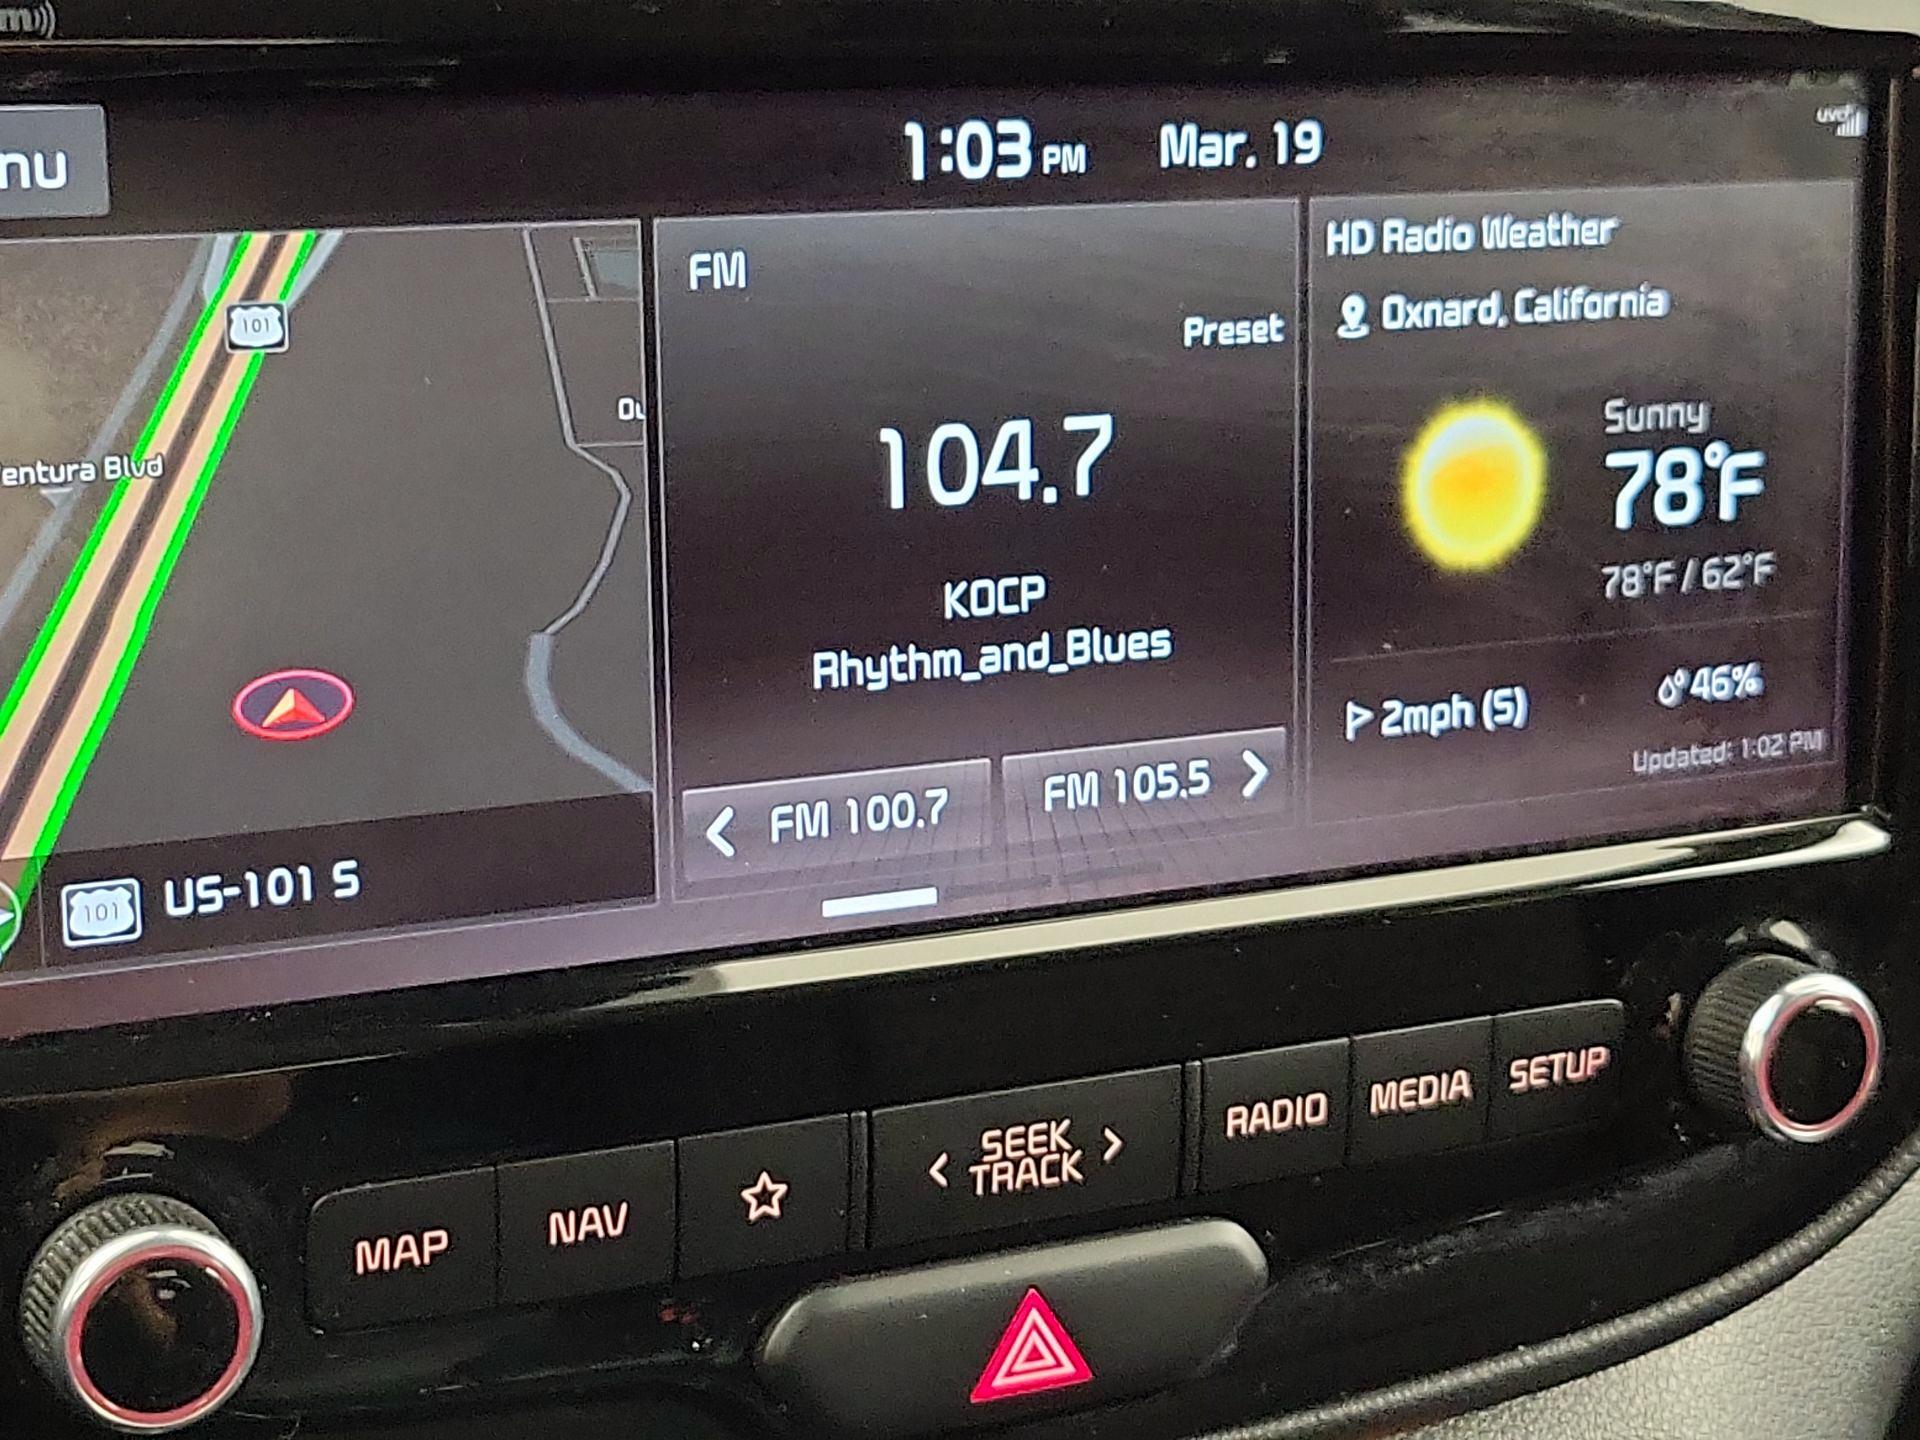 1:03 PM Mar. 19
101
entura Blvd
101 US-101 S
FM
Preset
104.7
KOCP
Rhythm_and_Blues
< FM 100.7
FM 105.5 >
HD Radio Weather
Oxnard, California
Sunny
78°F
78°F / 62°F
2mph (S)
46%
Updated: 1:02 PM
MAP
NAV
< SEEK >
TRACK
RADIO
MEDIA
SETUP